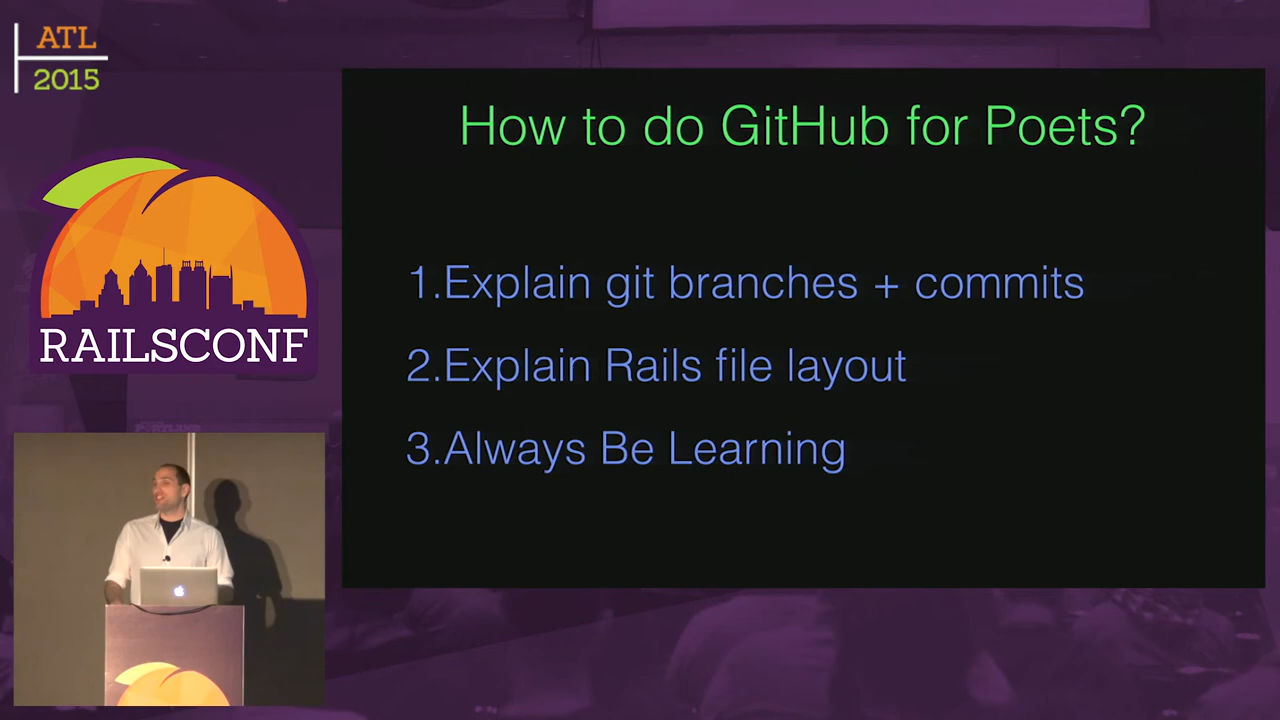 ATL
2015
RAILSCONF
How to do GitHub for Poets?
1.Explain git branches + commits
2.Explain Rails file layout
3.Always Be Learning